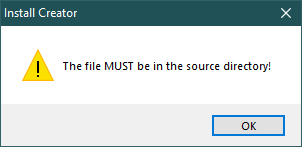 Install Creator
The file MUST be in the source directory!
OK